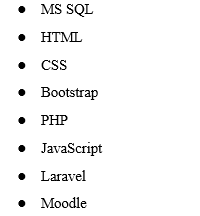 ● MS SQL
● HTML
● CSS
● Bootstrap
● PHP
● JavaScript
● Laravel
● Moodle